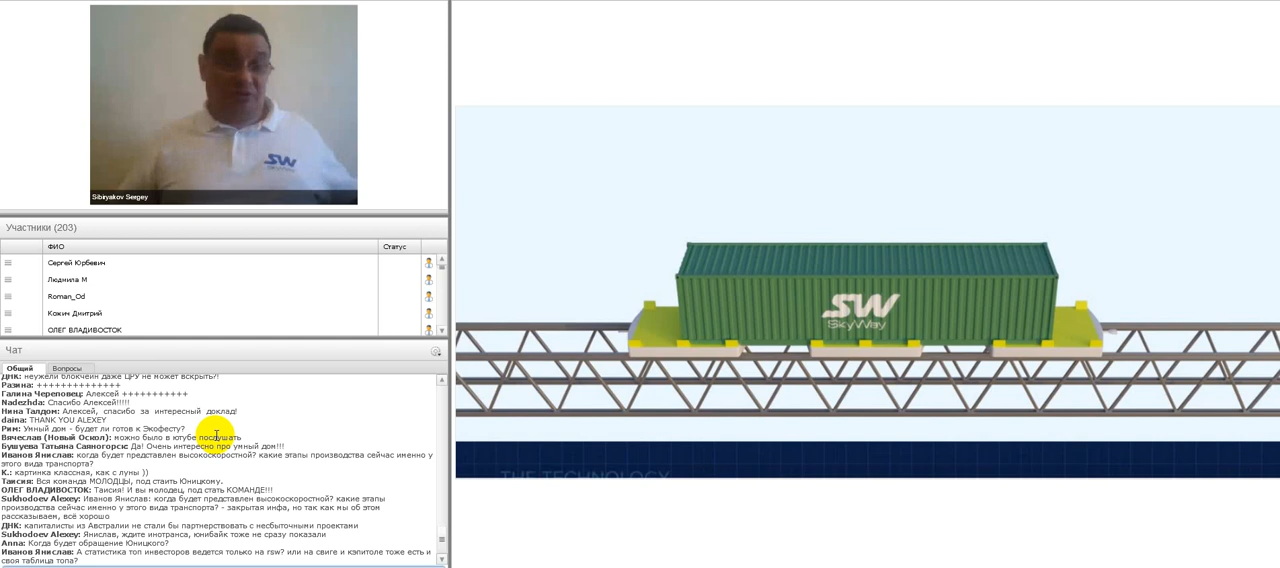 SW
SkyWay
Sibiryakov Sergey
Участники (203)
ФИО Статус
Сергей Юрбевич
Людмила М
Roman_Od
Кожич Дмитрий
ОЛЕГ ВЛАДИВОСТОК
Чат
Общий Вопросы
ДНК: неужели блокчейн даже ЦРУ не может вскрыть?!
Разина: ++++++++++++++
Галина Череповец: Алексей +++++++++++
Nadezhda: Спасибо Алексей!!!!!
Нина Талдом: Алексей, спасибо за интересный доклад!
daina: THANK YOU ALEXEY
Рим: Умный дом - будет ли готов к Экофесту?
Вячеслав (Новый Оскол): можно было в ютубе послушать
Бушуева Татьяна Саяногорск: Да! Очень интересно про умный дом!!!
Иванов Янислав: когда будет представлен высокоскоростной? какие этапы производства сейчас именно у
этого вида транспорта?
К.: картинка классная, как с луны ))
Таисия: Вся команда МОЛОДЦЫ, под стаить Юницкому.
ОЛЕГ ВЛАДИВОСТОК: Таисия! И вы молодец, под стать КОМАНДЕ!!!
Sukhodoev Alexey: Иванов Янислав: когда будет представлен высокоскоростной? какие этапы
производства сейчас именно у этого вида транспорта? - закрытая инфа, но так как мы об этом
рассказываем, всё хорошо
ДНК: капиталисты из Австралии не стали бы партнерствовать с несбыточными проектами
Sukhodoev Alexey: Янислав, ждите инотранса, юнибайк тоже не сразу показали
Anna: Когда будет обращение Юницкого?
Иванов Янислав: А статистика топ инвесторов ведется только на rsw? или на свиге и кэпитоле тоже есть и
своя таблица топа?
SW
SkyWay
THE TECHNOLOGY